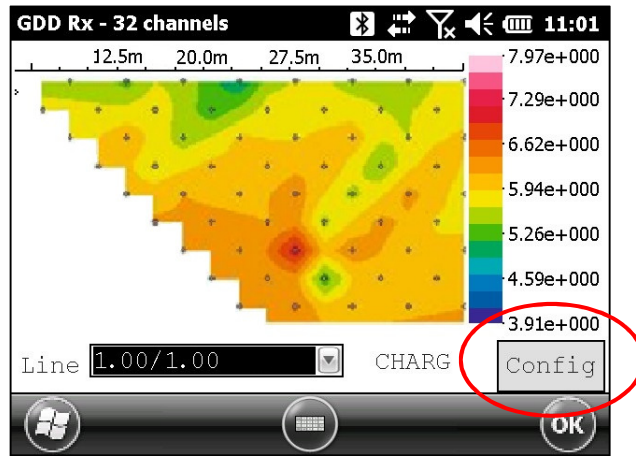 GDD Rx - 32 channels 11:01
12.5m 20.0m 27.5m 35.0m
7.97e+000
7.29e+000
6.62e+000
5.94e+000
5.26e+000
4.59e+000
3.91e+000
Line 1.00/1.00 CHARG Config
OK